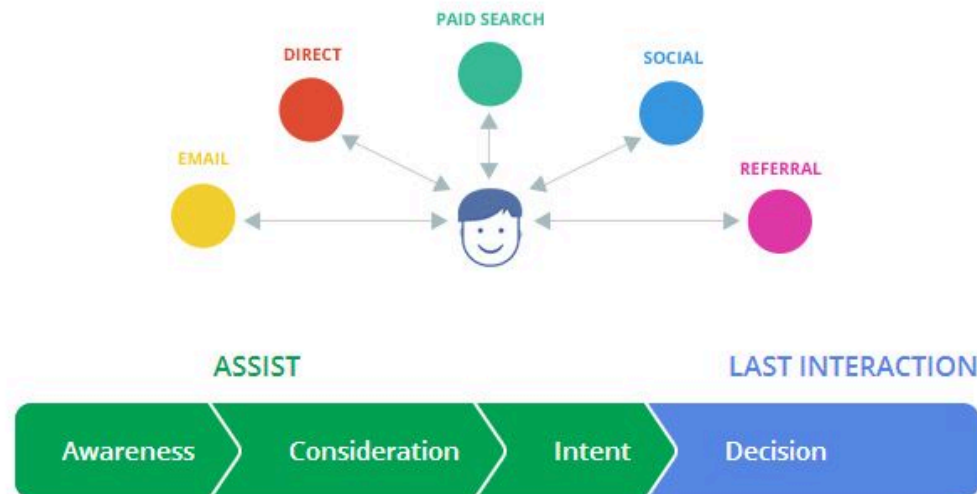 PAID SEARCH
DIRECT
SOCIAL
EMAIL
REFERRAL
ASSIST
LAST INTERACTION
Awareness
Consideration
Intent
Decision